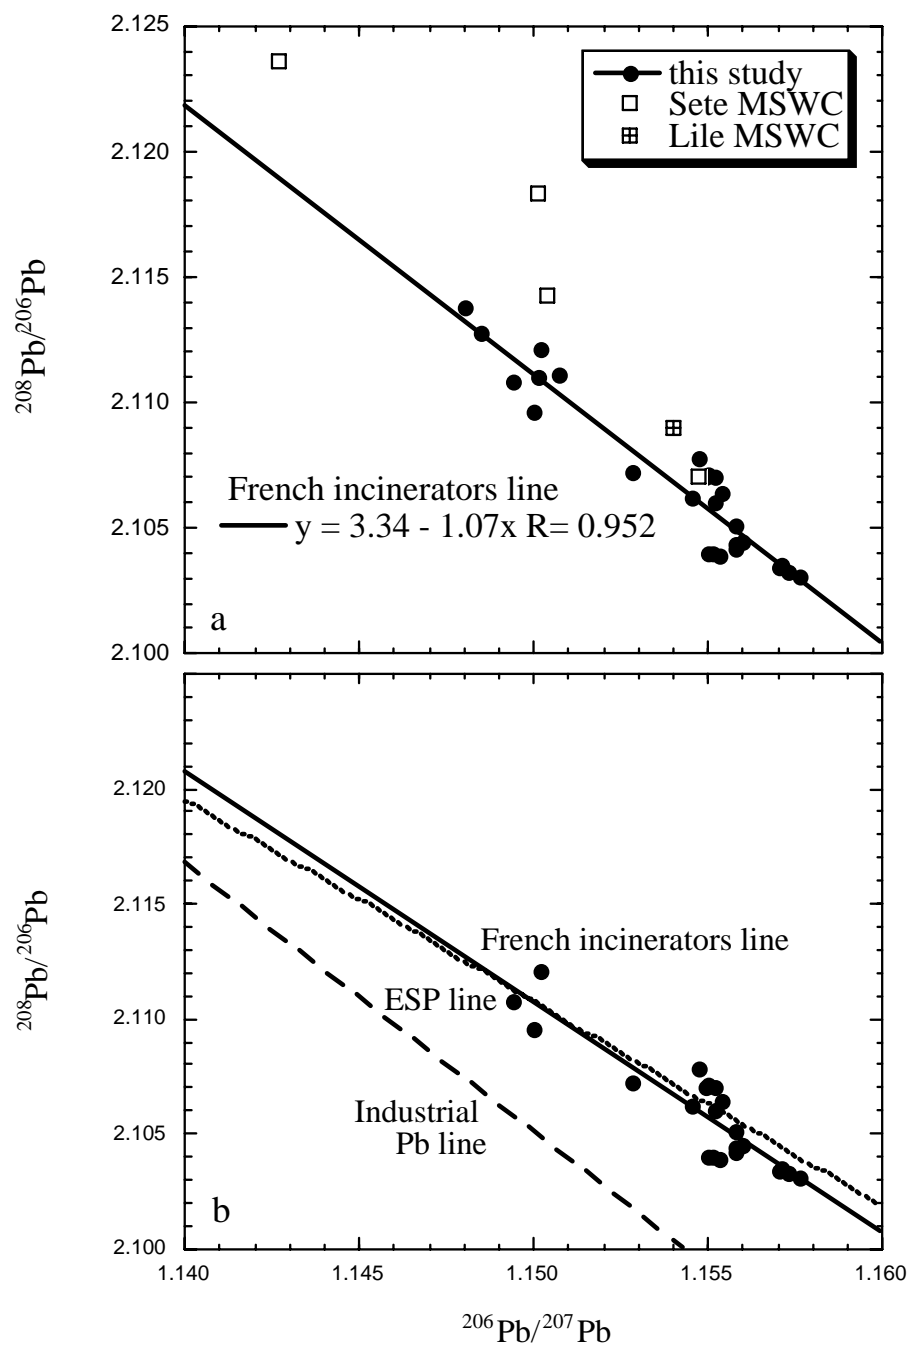 2.125
2.120
2.115
2.110
2.105
2.100
²⁰⁸Pb/²⁰⁶Pb
this study
Sete MSWC
Lile MSWC
French incinerators line
y = 3.34 - 1.07x R= 0.952
a
2.120
2.115
2.110
2.105
2.100
²⁰⁸Pb/²⁰⁶Pb
French incinerators line
ESP line
Industrial
Pb line
b
1.140 1.145 1.150 1.155 1.160
²⁰⁶Pb/²⁰⁷Pb